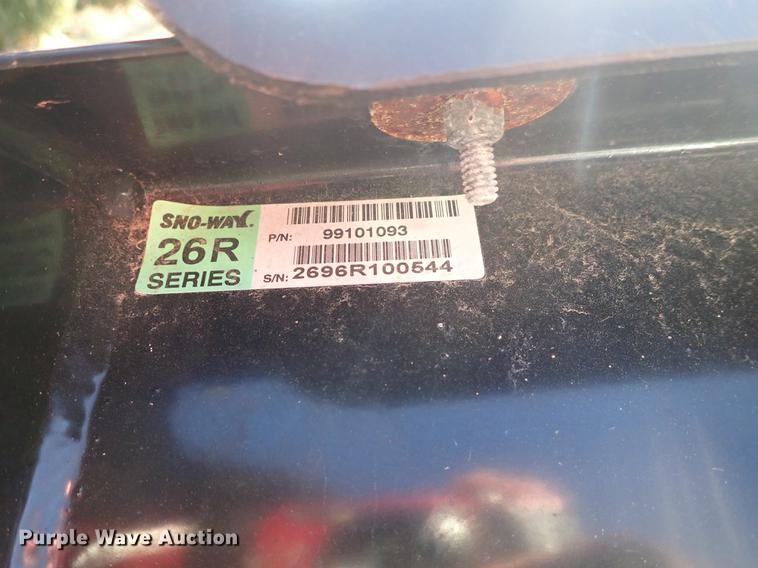 SNO-WAY.
26R
SERIES
P/N: 99101093
S/N: 2696R100544
Purple Wave Auction